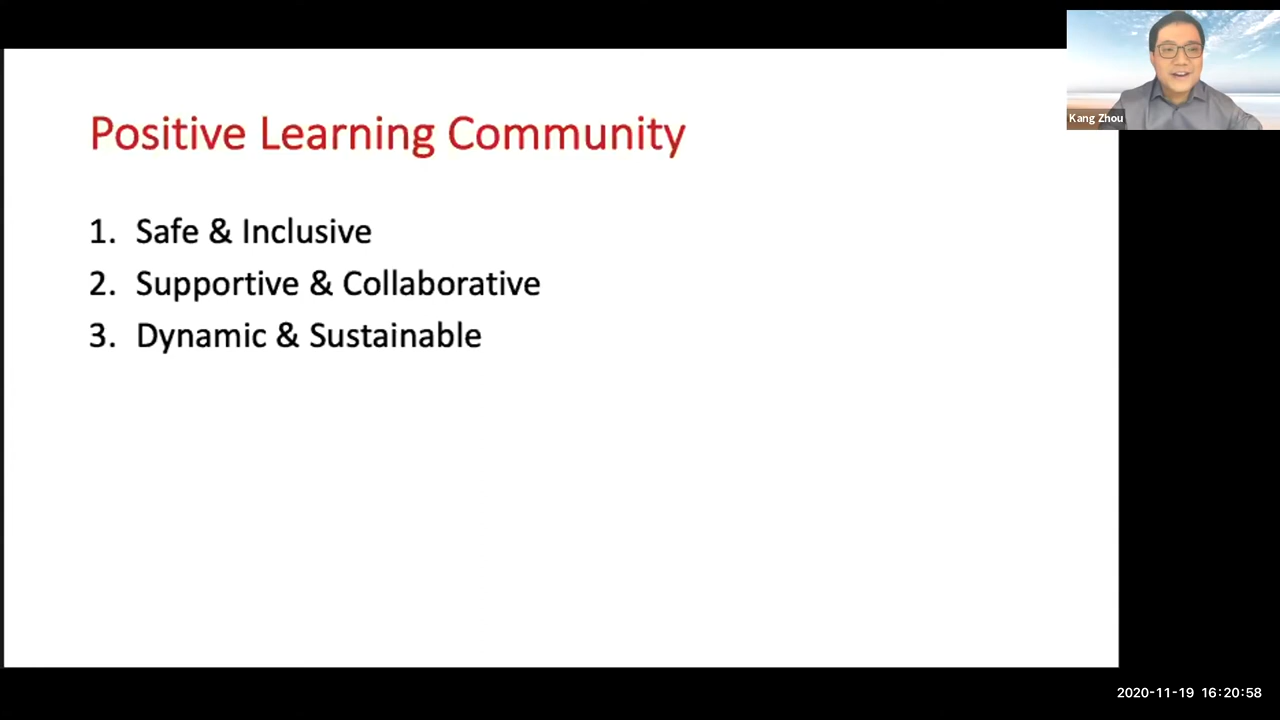 Kang Zhou
Positive Learning Community
1. Safe & Inclusive
2. Supportive & Collaborative
3. Dynamic & Sustainable
2020-11-19 16:20:58